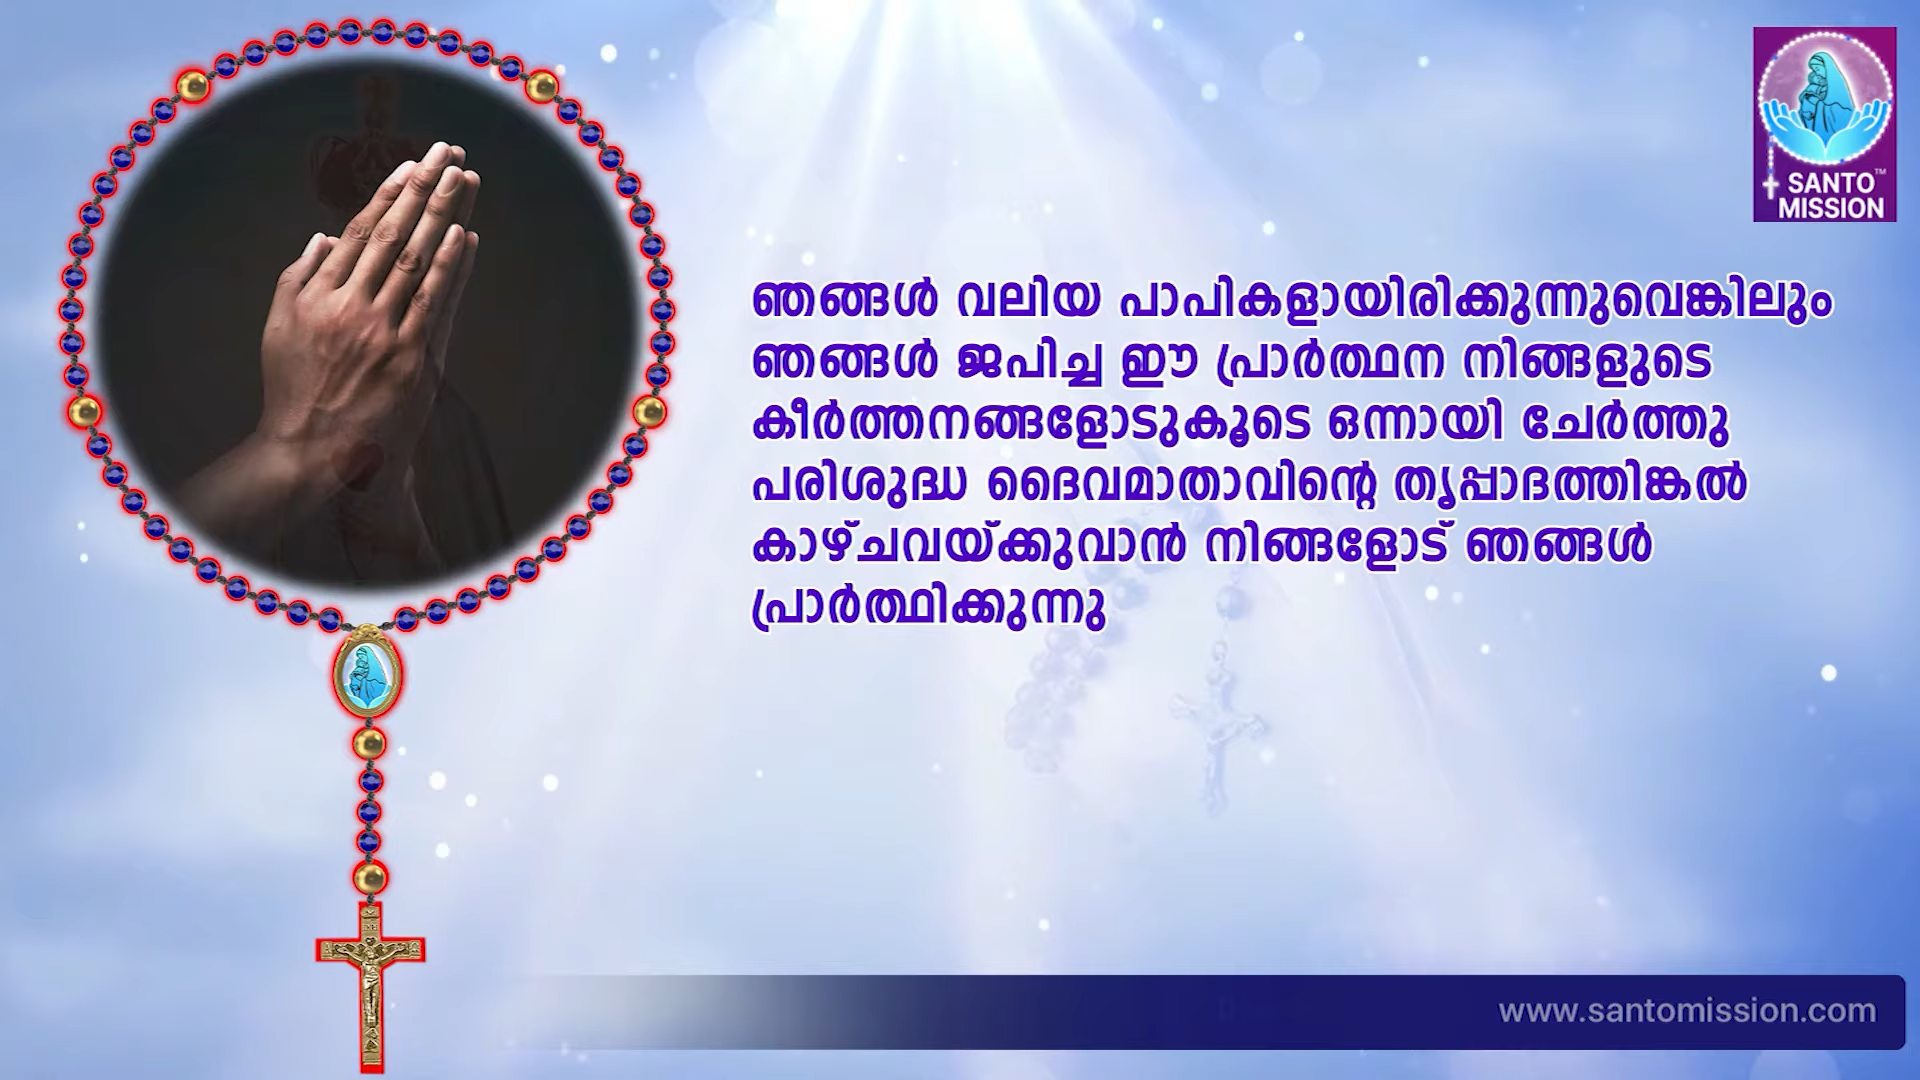 SANTO™
MISSION
ഞങ്ങൾ വലിയ പാപികളായിരിക്കുന്നുവെങ്കിലും
ഞങ്ങൾ ജപിച്ച ഈ പ്രാർത്ഥന നിങ്ങളുടെ
കീർത്തനങ്ങളോടുകൂടെ ഒന്നായി ചേർത്തു
പരിശുദ്ധ ദൈവമാതാവിന്റെ തൃപ്പാദത്തിങ്കൽ
കാഴ്ചവയ്ക്കുവാൻ നിങ്ങളോട് ഞങ്ങൾ
പ്രാർത്ഥിക്കുന്നു
www.santomission.com